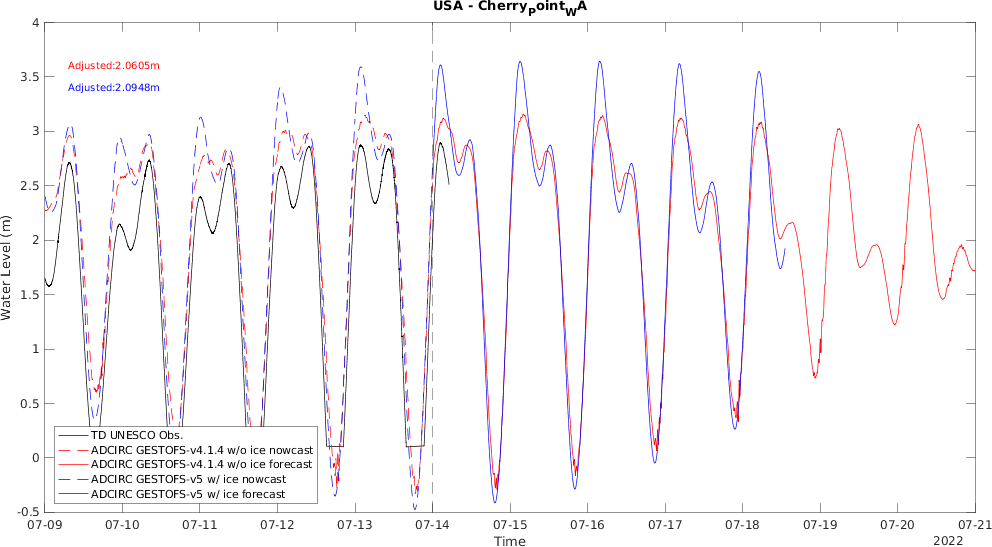 USA - CherryPointWA
Adjusted:2.0605m
Adjusted:2.0948m
Water Level (m)
4
3.5
3
2.5
2
1.5
1
0.5
0
-0.5
TD UNESCO Obs.
ADCIRC GESTOFS-v4.1.4 w/o ice nowcast
ADCIRC GESTOFS-v4.1.4 w/o ice forecast
ADCIRC GESTOFS-v5 w/ ice nowcast
ADCIRC GESTOFS-v5 w/ ice forecast
07-09 07-10 07-11 07-12 07-13 07-14 07-15 07-16 07-17 07-18 07-19 07-20 07-21
Time
2022